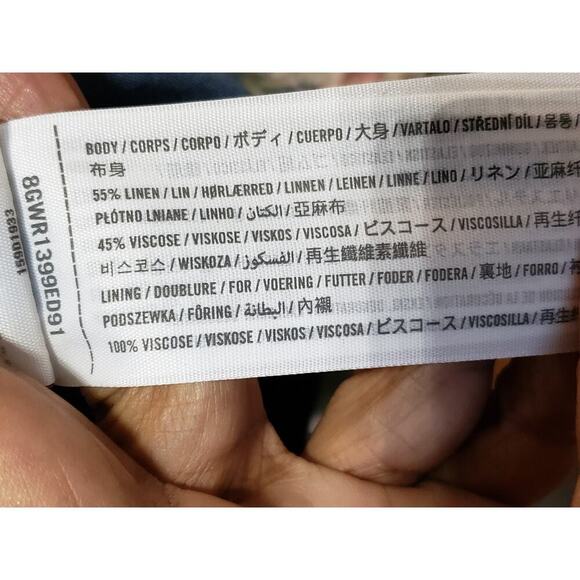 BODY / CORPS / CORPO / ボディ / CUERPO / 大身 / VARTALO / STŘEDNÍ DÍL / 몸통 /
布身
55% LINEN / LIN / HØRLÆRRED / LINNEN / LEINEN / LINNE / LINO / リネン / 亚麻纤
PŁÓTNO LNIANE / LINHO / الكتان / 亞麻布
45% VISCOSE / VISKOSE / VISKOS / VISCOSA / ビスコース / VISCOSILLA / 再生纤
비스코스 / WISKOZA / الفسكوز / 再生纖維素纖維
LINING / DOUBLURE / FOR / VOERING / FUTTER / FODER / FODERA / 裏地 / FORRO /
PODSZEWKA / FÔRING / البطانة / 內襯
100% VISCOSE / VISKOSE / VISKOS / VISCOSA / ビスコース / VISCOSILLA / 再生
8GWR1399ED91